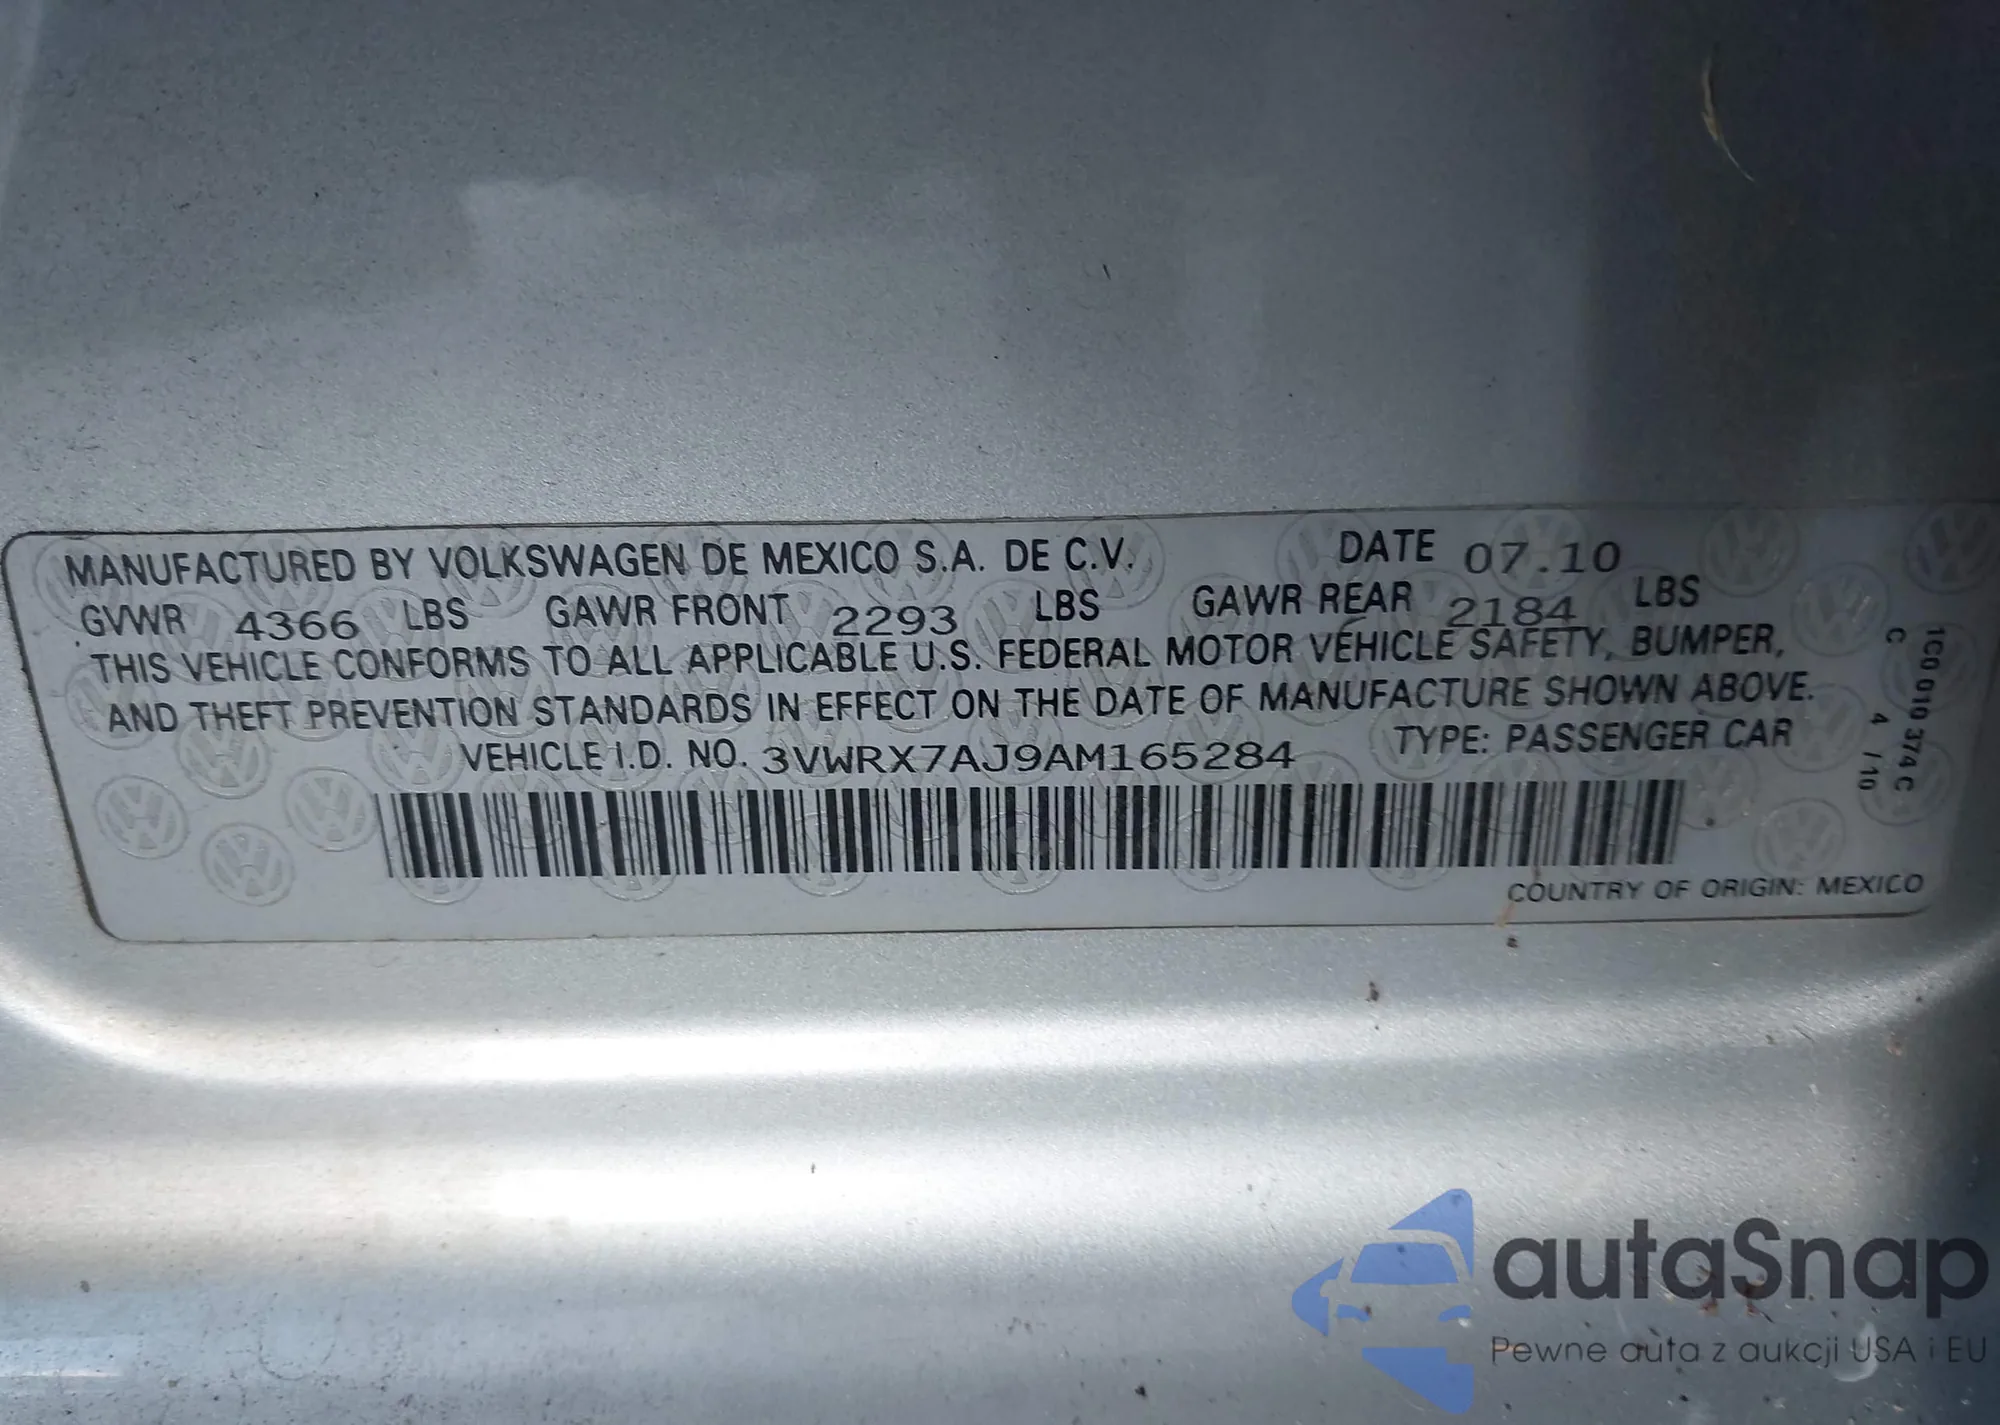 MANUFACTURED BY VOLKSWAGEN DE MEXICO S.A. DE C.V. DATE 07.10
GVWR 4366 LBS GAWR FRONT 2293 LBS GAWR REAR 2184 LBS
THIS VEHICLE CONFORMS TO ALL APPLICABLE U.S. FEDERAL MOTOR VEHICLE SAFETY, BUMPER,
AND THEFT PREVENTION STANDARDS IN EFFECT ON THE DATE OF MANUFACTURE SHOWN ABOVE.
VEHICLE I.D. NO. 3VWRX7AJ9AM165284 TYPE: PASSENGER CAR
COUNTRY OF ORIGIN: MEXICO
1C0 010 374 C
C 4 / 10
autaSnap
Pewne auta z aukcji USA i EU